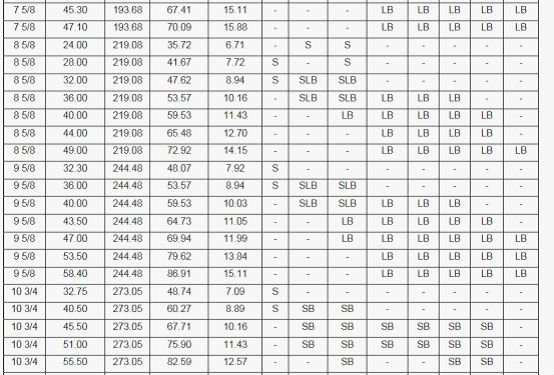 7 5/8 45.30 193.68 67.41 15.11 - - - LB LB LB LB LB
7 5/8 47.10 193.68 70.09 15.88 - - - LB LB LB LB LB
8 5/8 24.00 219.08 35.72 6.71 - S S - - - - -
8 5/8 28.00 219.08 41.67 7.72 S - S - - - - -
8 5/8 32.00 219.08 47.62 8.94 S SLB SLB - - - - -
8 5/8 36.00 219.08 53.57 10.16 - SLB SLB LB LB LB - -
8 5/8 40.00 219.08 59.53 11.43 - - LB LB LB LB LB -
8 5/8 44.00 219.08 65.48 12.70 - - - LB LB LB LB -
8 5/8 49.00 219.08 72.92 14.15 - - - LB LB LB LB LB
9 5/8 32.30 244.48 48.07 7.92 S - - - - - - -
9 5/8 36.00 244.48 53.57 8.94 S SLB SLB - - - - -
9 5/8 40.00 244.48 59.53 10.03 - SLB SLB LB LB LB - -
9 5/8 43.50 244.48 64.73 11.05 - - LB LB LB LB LB -
9 5/8 47.00 244.48 69.94 11.99 - - LB LB LB LB LB LB
9 5/8 53.50 244.48 79.62 13.84 - - - LB LB LB LB LB
9 5/8 58.40 244.48 86.91 15.11 - - - LB LB LB LB LB
10 3/4 32.75 273.05 48.74 7.09 S - - - - - - -
10 3/4 40.50 273.05 60.27 8.89 S SB SB - - - - -
10 3/4 45.50 273.05 67.71 10.16 - SB SB SB SB SB SB -
10 3/4 51.00 273.05 75.90 11.43 - SB SB SB SB SB SB -
10 3/4 55.50 273.05 82.59 12.57 - - SB - - SB SB -